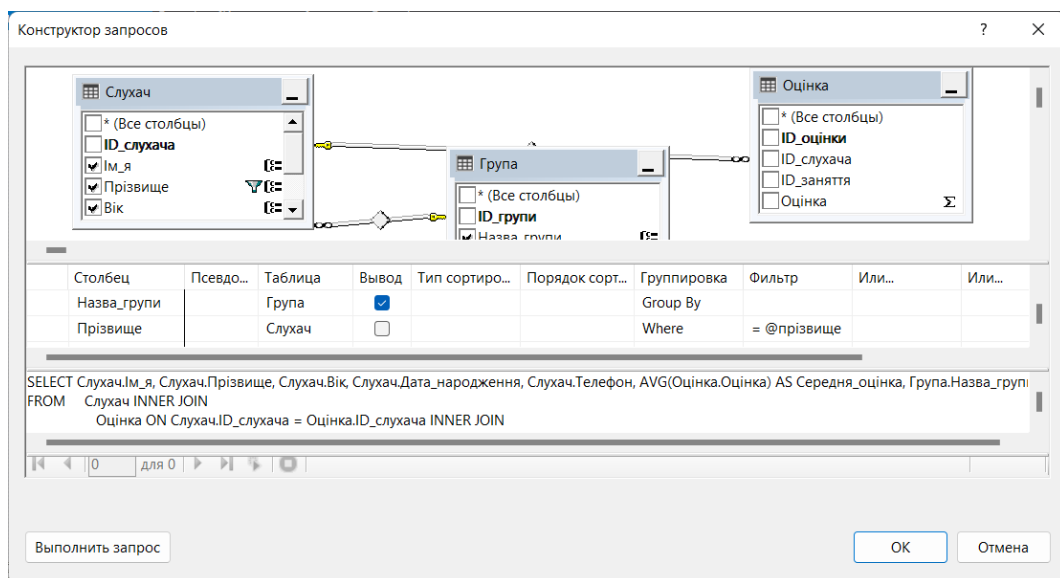 Конструктор запросов ? ×
Слухач
* (Все столбцы)
ID_слухача
Ім_я
Прізвище
Вік
Група
* (Все столбцы)
ID_групи
Назва_групи
Оцінка
* (Все столбцы)
ID_оцінки
ID_слухача
ID_заняття
Оцінка Σ
Столбец Псевдо... Таблица Вывод Тип сортиро... Порядок сорт... Группировка Фильтр Или... Или...
Назва_групи Група Group By
Прізвище Слухач Where = @прізвище
SELECT Слухач.Ім_я, Слухач.Прізвище, Слухач.Вік, Слухач.Дата_народження, Слухач.Телефон, AVG(Оцінка.Оцінка) AS Середня_оцінка, Група.Назва_групи
FROM Слухач INNER JOIN
Оцінка ON Слухач.ID_слухача = Оцінка.ID_слухача INNER JOIN
0 для 0
Выполнить запрос ОК Отмена